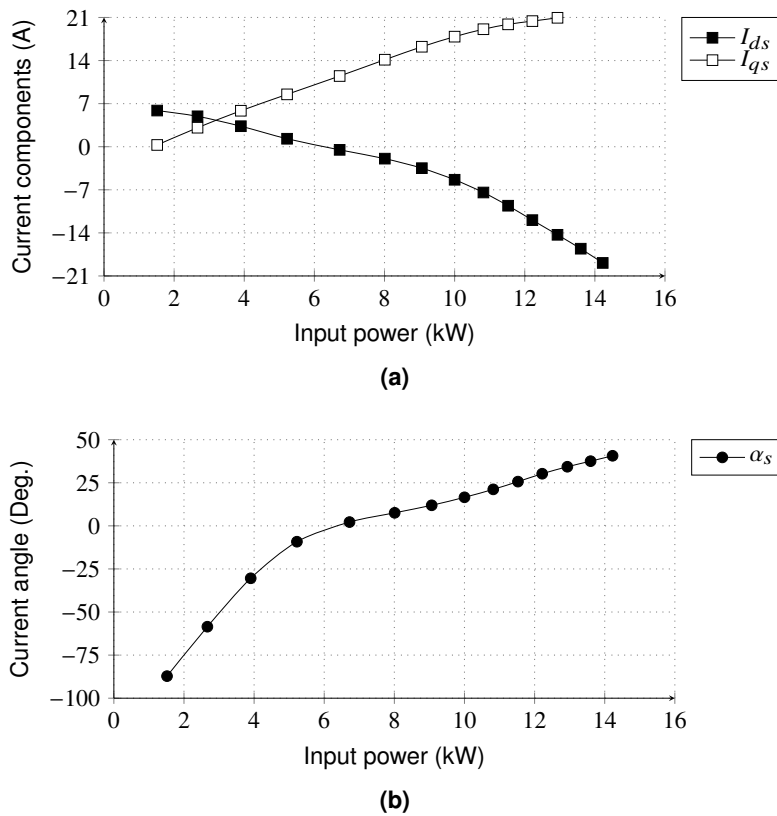 21
14
7
0
−7
−14
−21
Current components (A)
0 2 4 6 8 10 12 14 16
Input power (kW)
I_ds
I_qs
(a)
50
25
0
−25
−50
−75
−100
Current angle (Deg.)
0 2 4 6 8 10 12 14 16
Input power (kW)
α_s
(b)